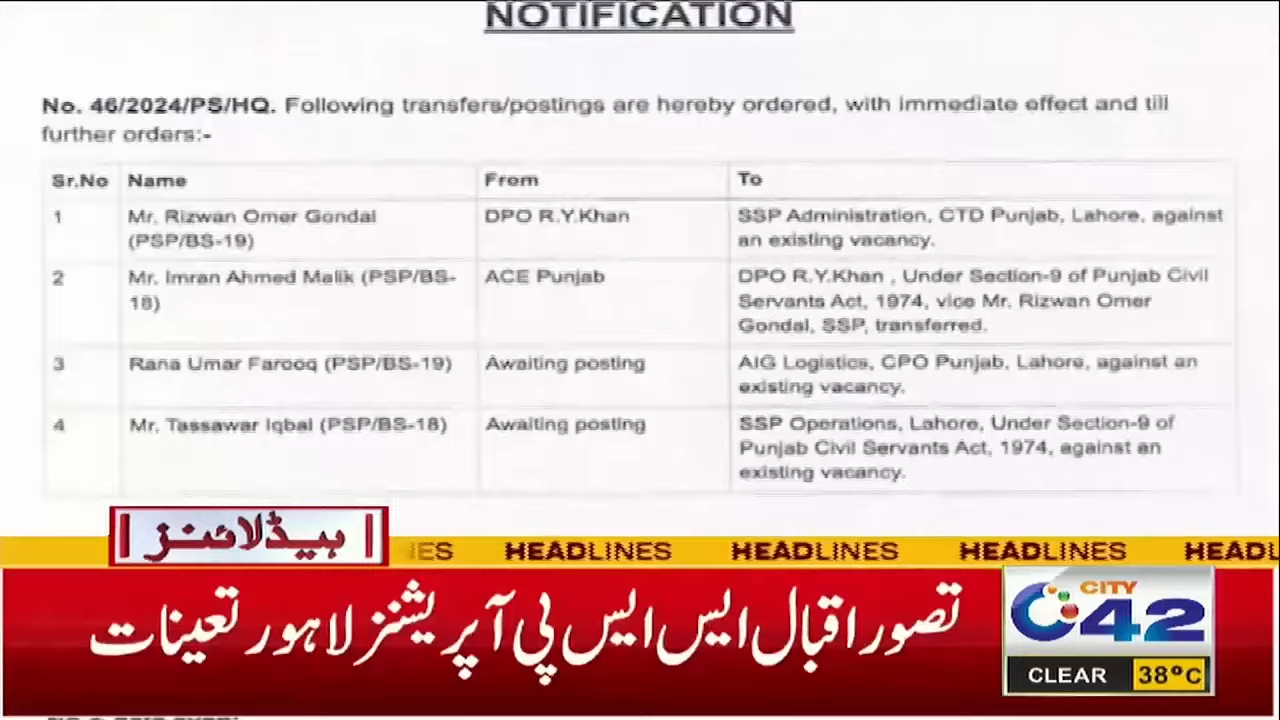 NOTIFICATION
No. 46/2024/PS/HQ. Following transfers/postings are hereby ordered, with immediate effect and till
further orders:-
Sr.No Name From To
1 Mr. Rizwan Omer Gondal DPO R.Y.Khan SSP Administration, CTD Punjab, Lahore, against
(PSP/BS-19) an existing vacancy.
2 Mr. Imran Ahmed Malik (PSP/BS- ACE Punjab DPO R.Y.Khan , Under Section-9 of Punjab Civil
18) Servants Act, 1974, vice Mr. Rizwan Omer
Gondal, SSP, transferred.
3 Rana Umar Farooq (PSP/BS-19) Awaiting posting AIG Logistics, CPO Punjab, Lahore, against an
existing vacancy.
4 Mr. Tassawar Iqbal (PSP/BS-18) Awaiting posting SSP Operations, Lahore, Under Section-9 of
Punjab Civil Servants Act, 1974, against an
existing vacancy.
ہیڈلائنز
IES HEADLINES HEADLINES HEADLINES HEADL
تصور اقبال ایس ایس پی آپریشنز لاہور تعینات
CITY
42
CLEAR 38°C